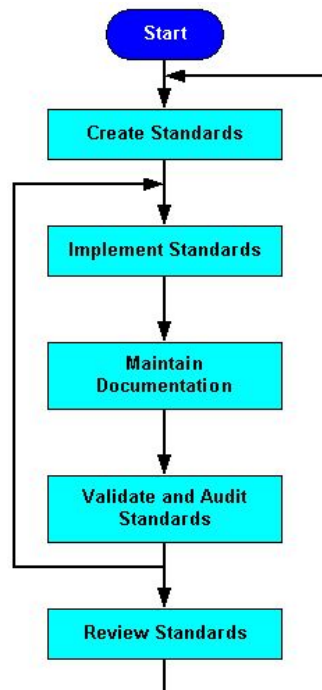 Start
Create Standards
Implement Standards
Maintain
Documentation
Validate and Audit
Standards
Review Standards